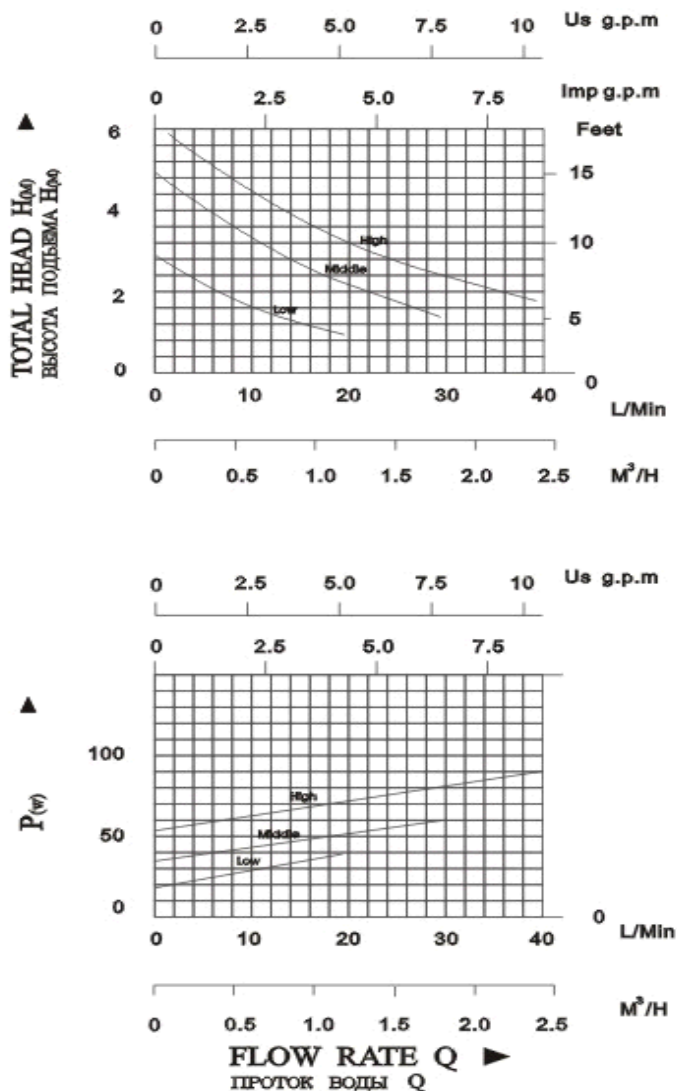 0 2.5 5.0 7.5 10 Us g.p.m
0 2.5 5.0 7.5 Imp g.p.m
Feet
TOTAL HEAD H(M)
ВЫСОТА ПОДЬЕМА H(M)
6
4
2
0
15
10
5
0
High
Middle
Low
0 10 20 30 40
L/Min
0 0.5 1.0 1.5 2.0 2.5 M³/H
0 2.5 5.0 7.5 10 Us g.p.m
0 2.5 5.0 7.5
P(w)
100
50
0
High
Middle
Low
0
0 10 20 30 40 L/Min
0 0.5 1.0 1.5 2.0 2.5 M³/H
FLOW RATE Q
ПРОТОК ВОДЫ Q